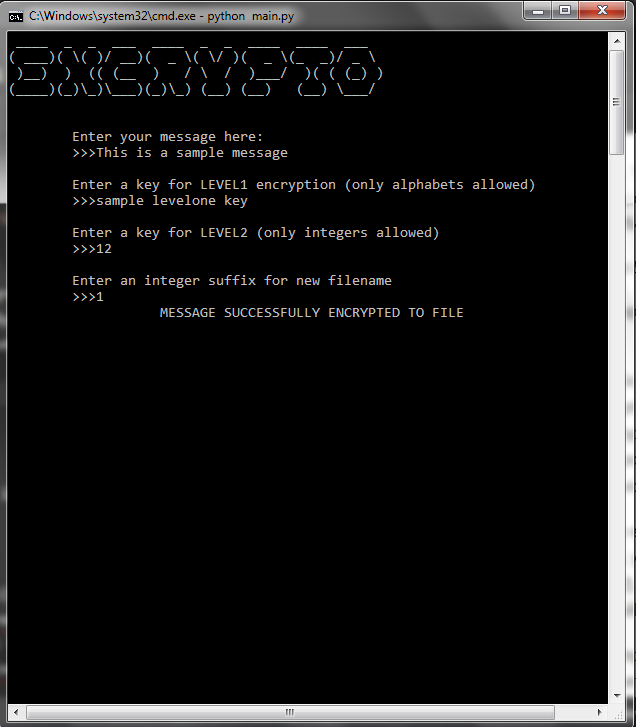 C:\Windows\system32\cmd.exe - python main.py
EXCRYPTO
Enter your message here:
>>>This is a sample message
Enter a key for LEVEL1 encryption (only alphabets allowed)
>>>sample levelone key
Enter a key for LEVEL2 (only integers allowed)
>>>12
Enter an integer suffix for new filename
>>>1
MESSAGE SUCCESSFULLY ENCRYPTED TO FILE